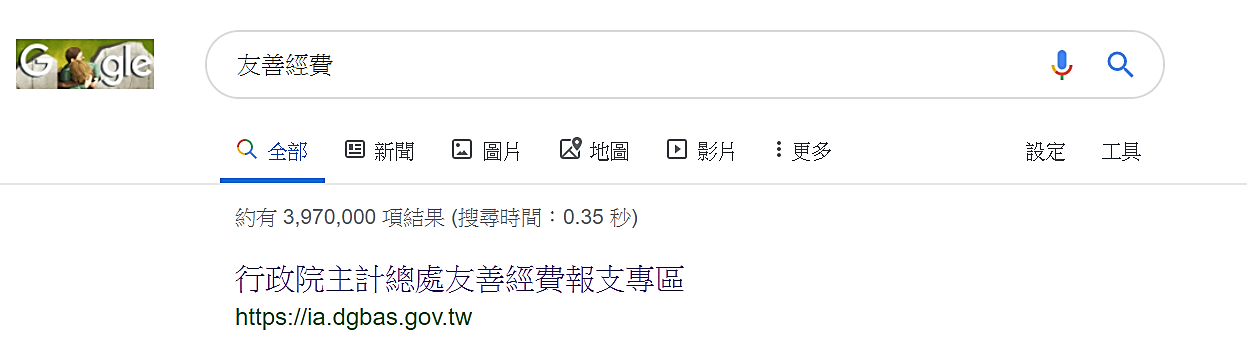 Google
友善經費
全部 新聞 圖片 地圖 影片 更多 設定 工具
約有 3,970,000 項結果 (搜尋時間：0.35 秒)
行政院主計總處友善經費報支專區
https://ia.dgbas.gov.tw